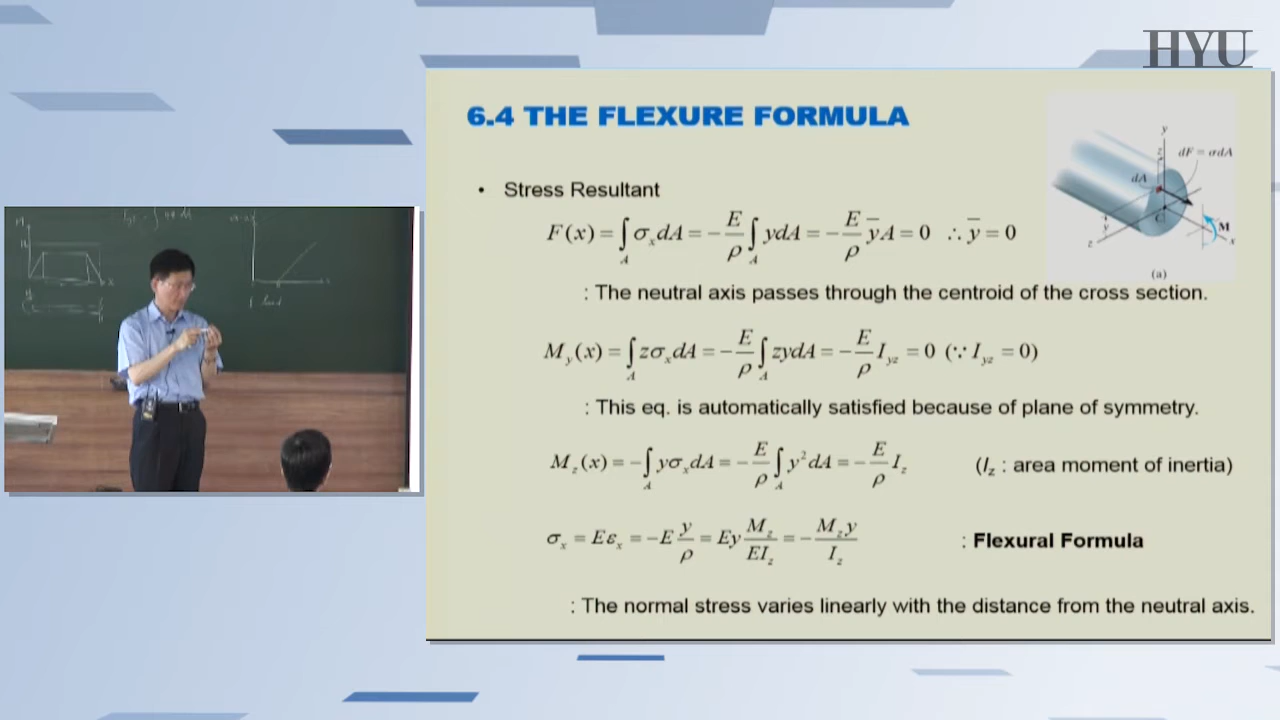 HYU
6.4 THE FLEXURE FORMULA
• Stress Resultant
F(x) = ∫_A σ_x dA = −E/ρ ∫_A ydA = −E/ρ ȳA = 0 ∴ ȳ = 0
: The neutral axis passes through the centroid of the cross section.
M_y(x) = ∫_A zσ_x dA = −E/ρ ∫_A zydA = −E/ρ I_yz = 0 (∵ I_yz = 0)
: This eq. is automatically satisfied because of plane of symmetry.
M_z(x) = −∫_A yσ_x dA = −E/ρ ∫_A y² dA = −E/ρ I_z (I_z : area moment of inertia)
σ_x = Eε_x = −E y/ρ = Ey M_z/EI_z = −M_z y/I_z : Flexural Formula
: The normal stress varies linearly with the distance from the neutral axis.
y
z
dF = σdA
dA
C
y
M
z
x
(a)